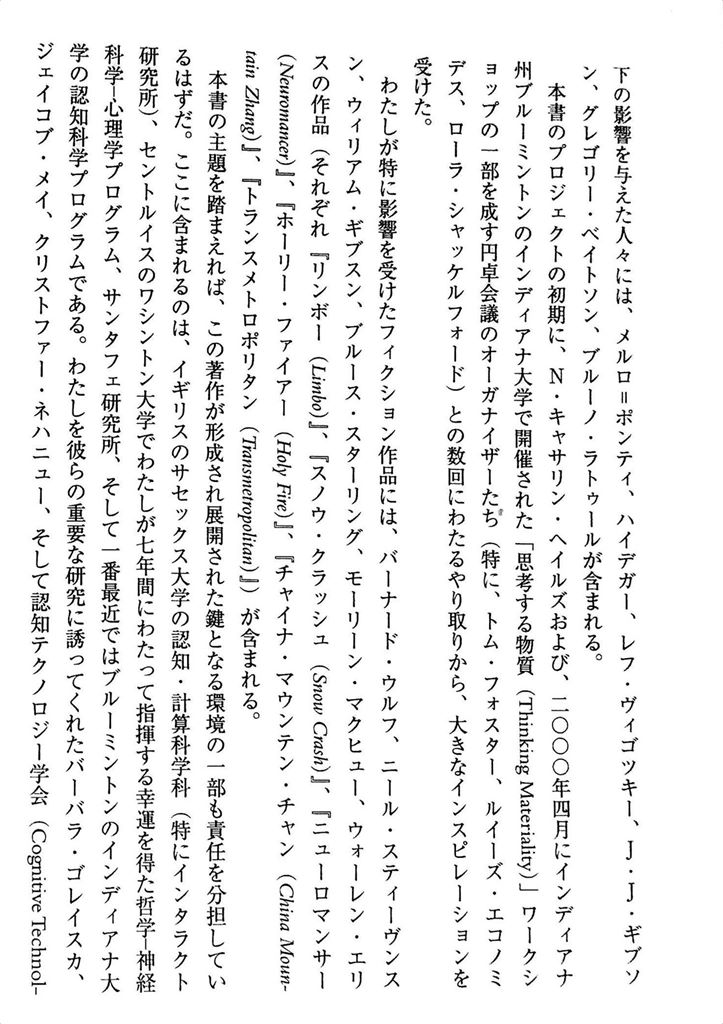 下の影響を与えた人々には、メルロ＝ポンティ、ハイデガー、レフ・ヴィゴツキー、J・J・ギブソ
ン、グレゴリー・ベイトソン、ブルーノ・ラトゥールが含まれる。
本書のプロジェクトの初期に、N・キャサリン・ヘイルズおよび、二〇〇〇年四月にインディアナ
州ブルーミントンのインディアナ大学で開催された「思考する物質（Thinking Materiality）」ワークシ
ョップの一部を成す円卓会議のオーガナイザーたち（特に、トム・フォスター、ルイーズ・エコノミ
デス、ローラ・シャッケルフォード）との数回にわたるやり取りから、大きなインスピレーションを
受けた。
わたしが特に影響を受けたフィクション作品には、バーナード・ウルフ、ニール・スティーヴンス
ン、ウィリアム・ギブスン、ブルース・スターリング、モーリーン・マクヒュー、ウォーレン・エリ
スの作品（それぞれ『リンボー（Limbo）』、『スノウ・クラッシュ（Snow Crash）』、『ニューロマンサー
（Neuromancer）』、『ホーリー・ファイアー（Holy Fire）』、『チャイナ・マウンテン・チャン（China Moun-
tain Zhang）』、『トランスメトロポリタン（Transmetropolitan）』）が含まれる。
本書の主題を踏まえれば、この著作が形成され展開された鍵となる環境の一部も責任を分担してい
るはずだ。ここに含まれるのは、イギリスのサセックス大学の認知・計算科学科（特にインタラクト
研究所）、セントルイスのワシントン大学でわたしが七年間にわたって指揮する幸運を得た哲学–神経
科学–心理学プログラム、サンタフェ研究所、そして一番最近ではブルーミントンのインディアナ大
学の認知科学プログラムである。わたしを彼らの重要な研究に誘ってくれたバーバラ・ゴレイスカ、
ジェイコブ・メイ、クリストファー・ネハニュー、そして認知テクノロジー学会（Cognitive Technol-